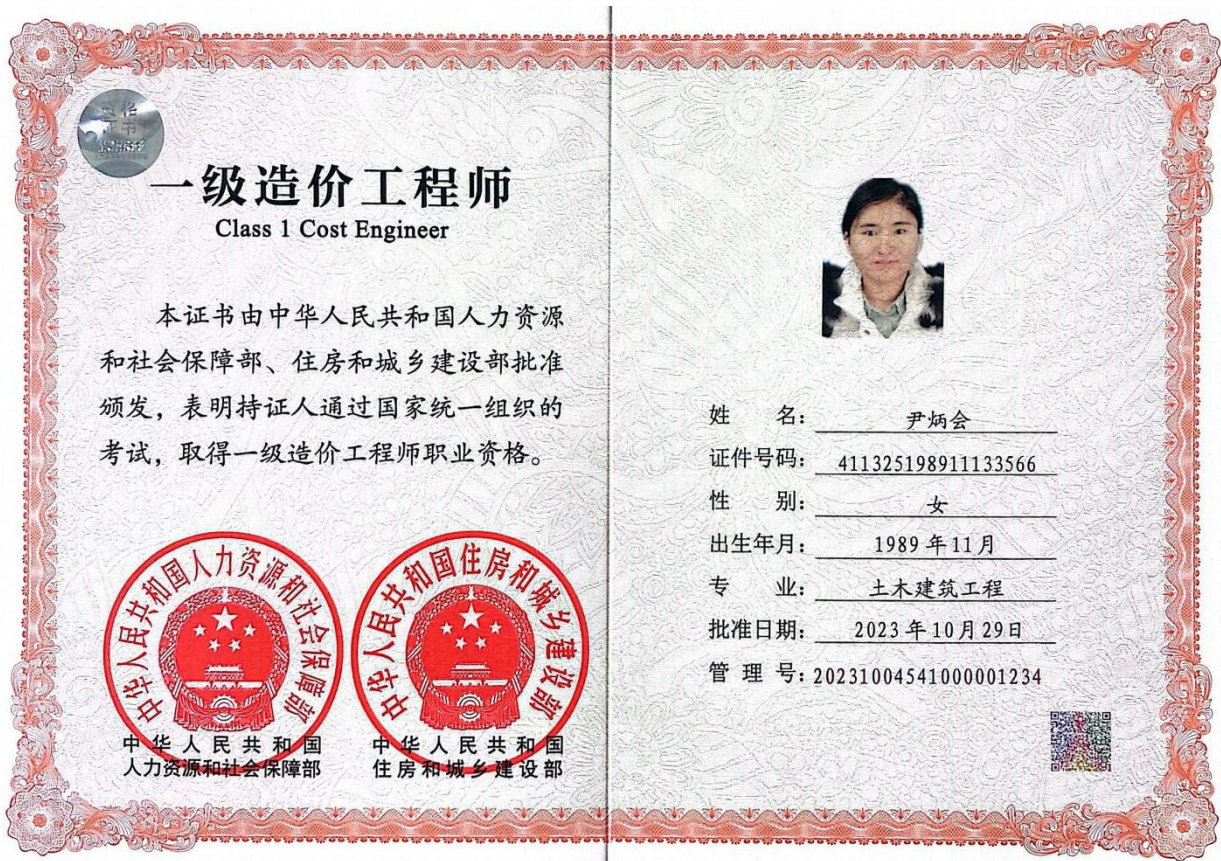 一级造价工程师
Class 1 Cost Engineer
本证书由中华人民共和国人力资源
和社会保障部、住房和城乡建设部批准
颁发，表明持证人通过国家统一组织的
考试，取得一级造价工程师职业资格。
中华人民共和国人力资源和社会保障部
中华人民共和国
人力资源和社会保障部
中华人民共和国住房和城乡建设部
中华人民共和国
住房和城乡建设部
姓 名： 尹炳会
证件号码： 411325198911133566
性 别： 女
出生年月： 1989年11月
专 业： 土木建筑工程
批准日期： 2023年10月29日
管 理 号：20231004541000001234